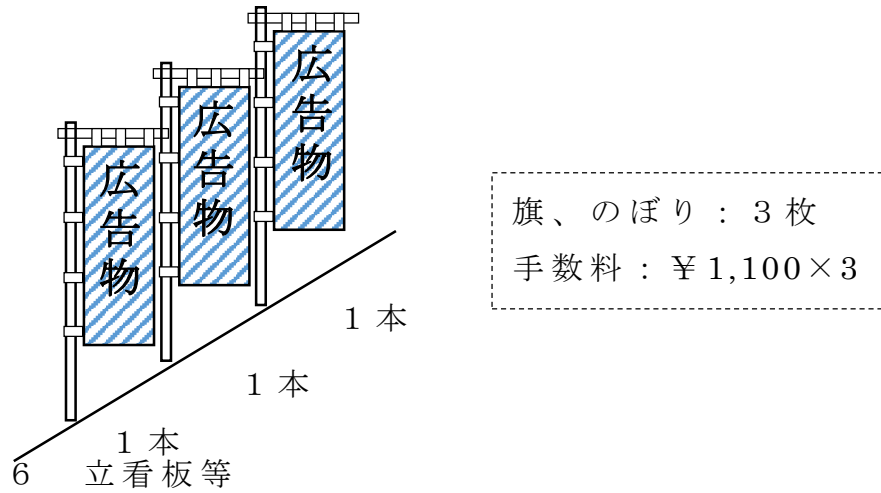 広告物
広告物
広告物
旗、のぼり：３枚
手数料：￥1,100×3
１本
１本
１本
6　立看板等